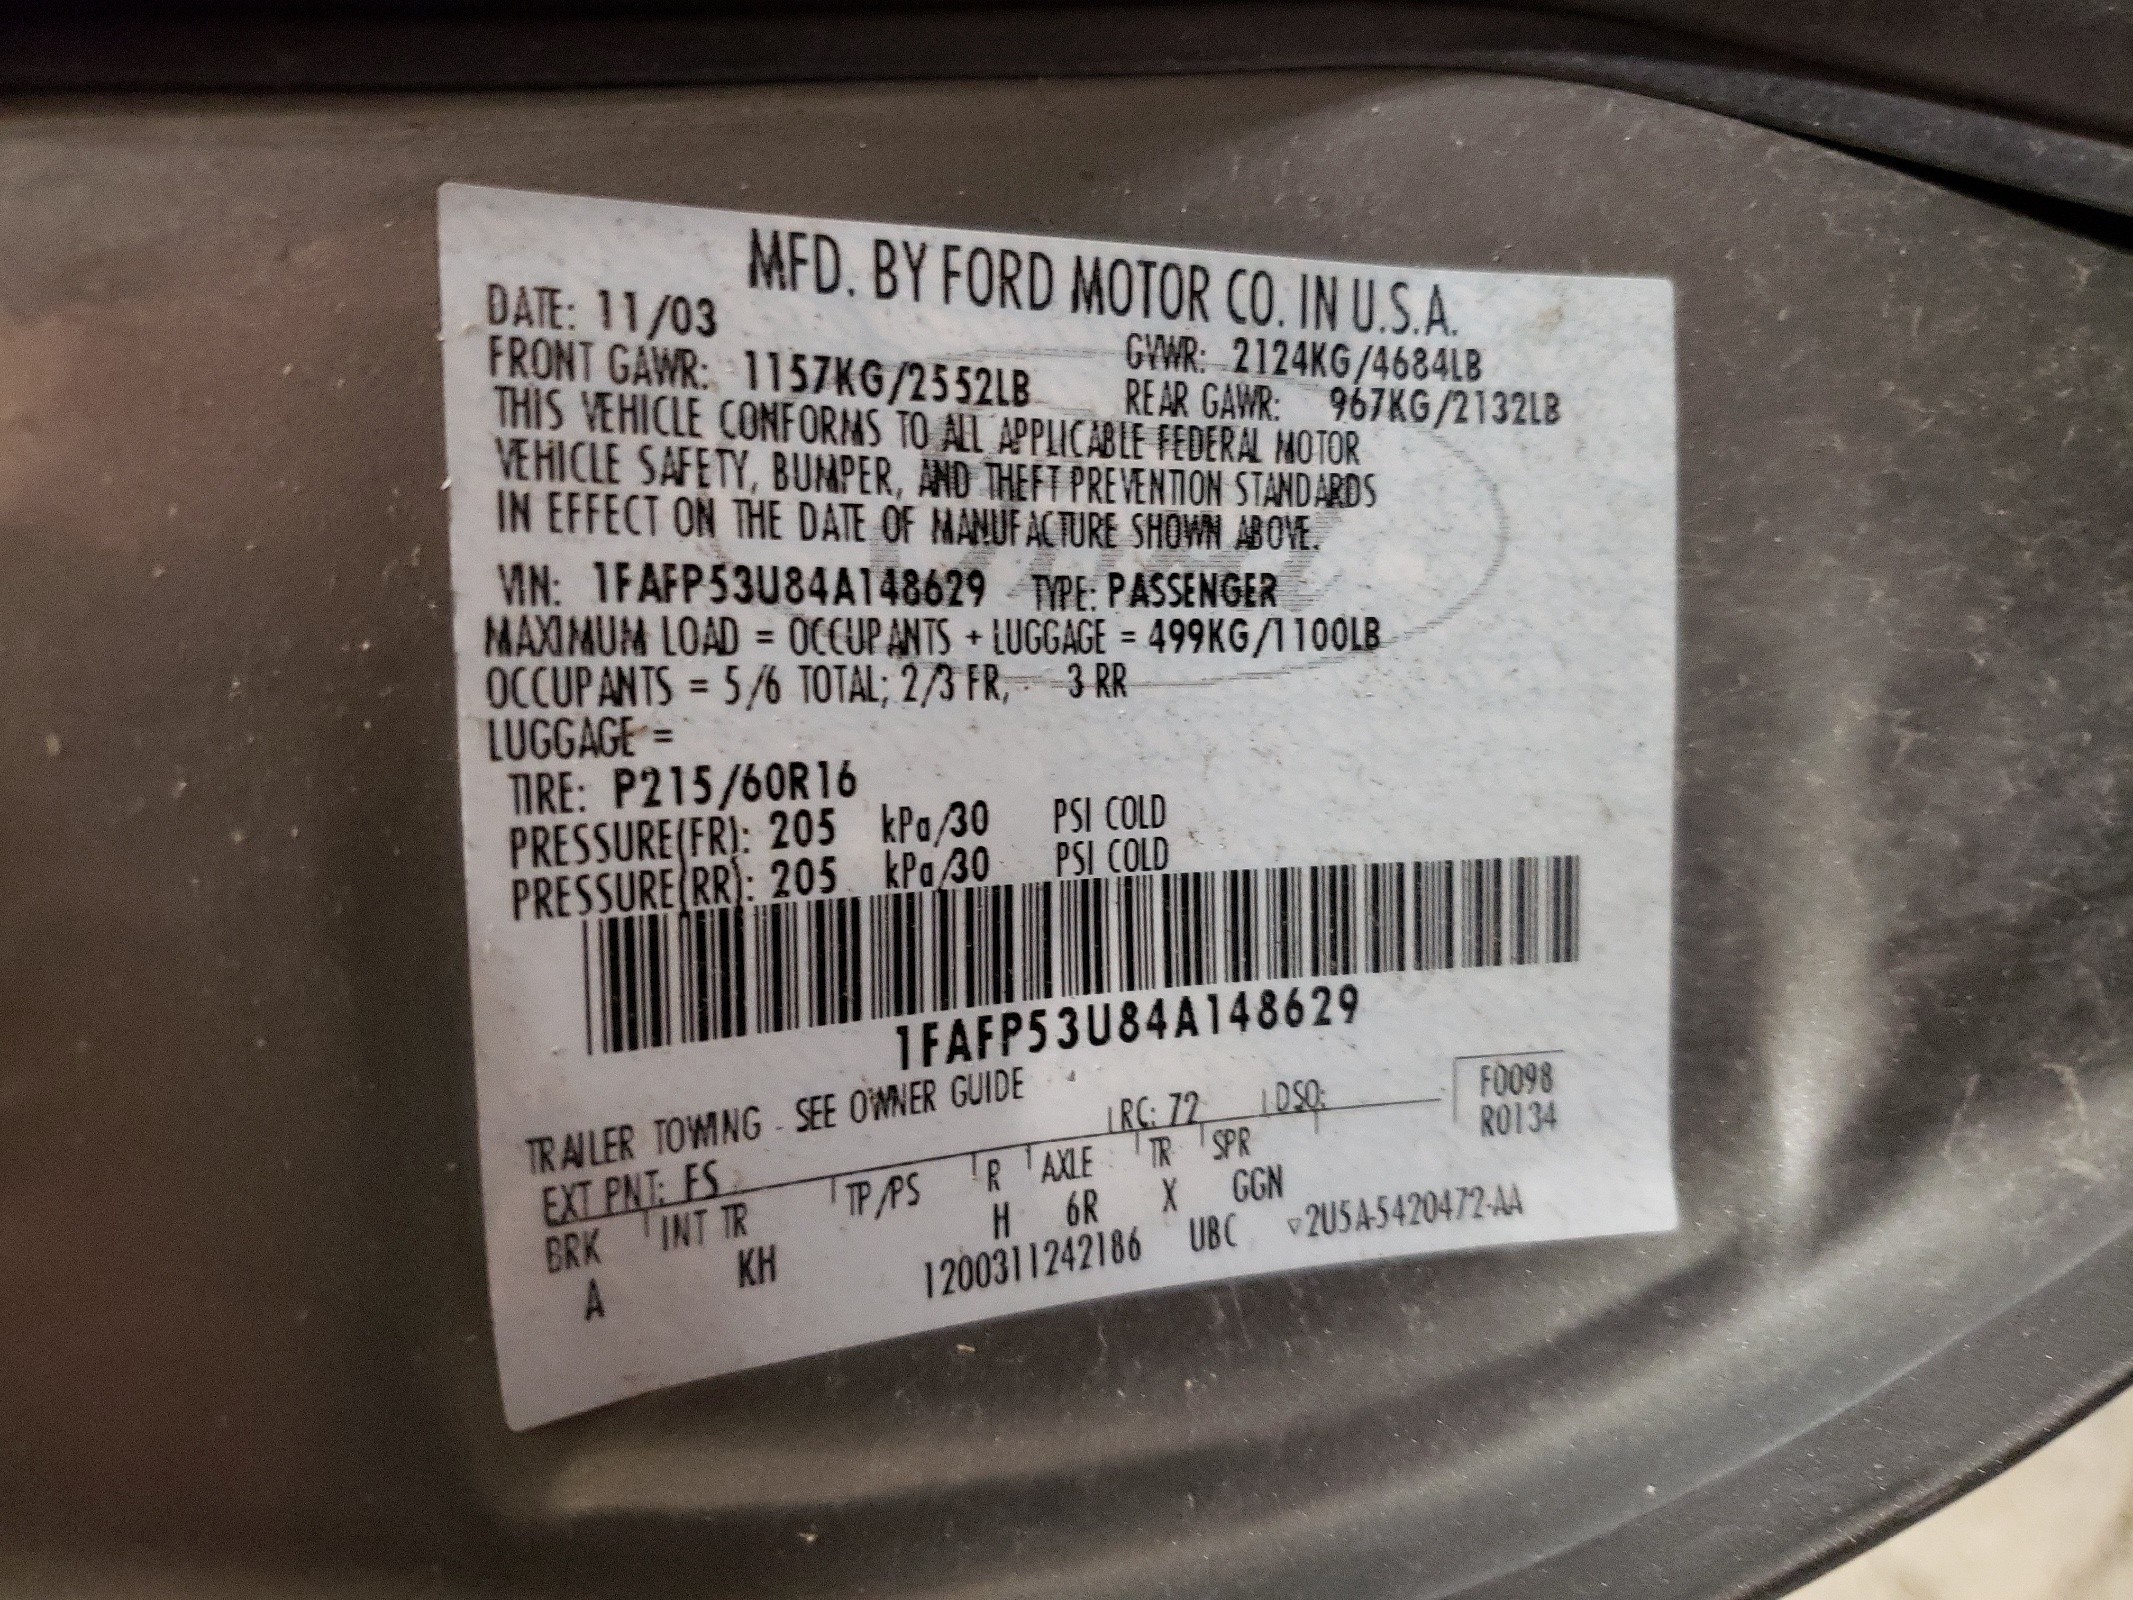 MFD. BY FORD MOTOR CO. IN U.S.A.
DATE: 11/03 GVWR: 2124KG/4684LB
FRONT GAWR: 1157KG/2552LB REAR GAWR: 967KG/2132LB
THIS VEHICLE CONFORMS TO ALL APPLICABLE FEDERAL MOTOR
VEHICLE SAFETY, BUMPER, AND THEFT PREVENTION STANDARDS
IN EFFECT ON THE DATE OF MANUFACTURE SHOWN ABOVE.
VIN: 1FAFP53U84A148629 TYPE: PASSENGER
MAXIMUM LOAD = OCCUPANTS + LUGGAGE = 499KG/1100LB
OCCUPANTS = 5/6 TOTAL; 2/3 FR, 3 RR
LUGGAGE =
TIRE: P215/60R16
PRESSURE(FR): 205 kPa/30 PSI COLD
PRESSURE(RR): 205 kPa/30 PSI COLD
1FAFP53U84A148629
TRAILER TOWING - SEE OWNER GUIDE
F0098
EXT PNT: FS RC: 72 DSO: R0134
BRK INT TR TP/PS R AXLE TR SPR
A KH H 6R X GGN
1200311242186 UBC ▽2U5A-5420472-AA